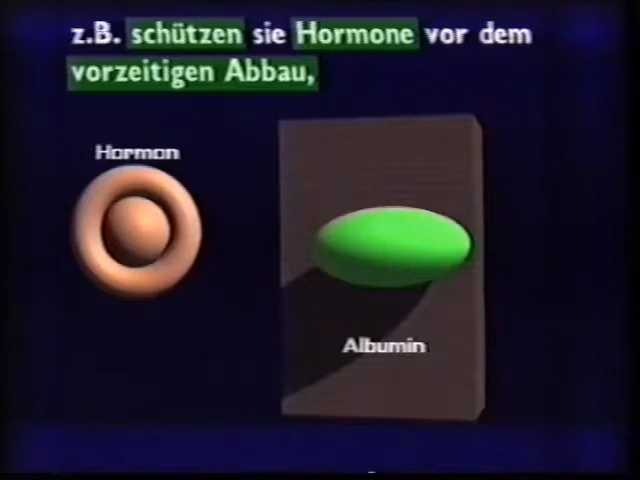 z.B. schützen sie Hormone vor dem
vorzeitigen Abbau,
Hormon
Albumin